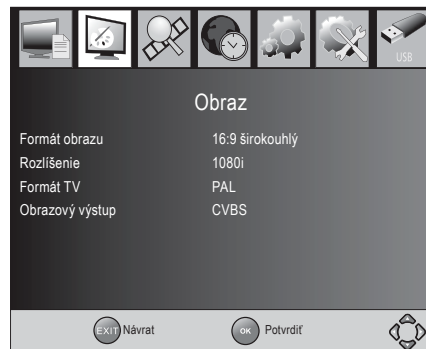 USB
Obraz
Formát obrazu 16:9 širokouhlý
Rozlíšenie 1080i
Formát TV PAL
Obrazový výstup CVBS
EXIT Návrat OK Potvrdiť